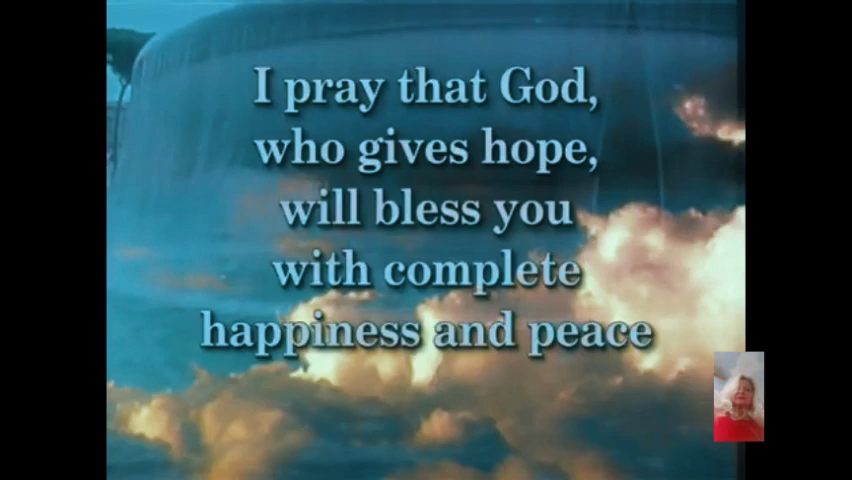 I pray that God,
who gives hope,
will bless you
with complete
happiness and peace